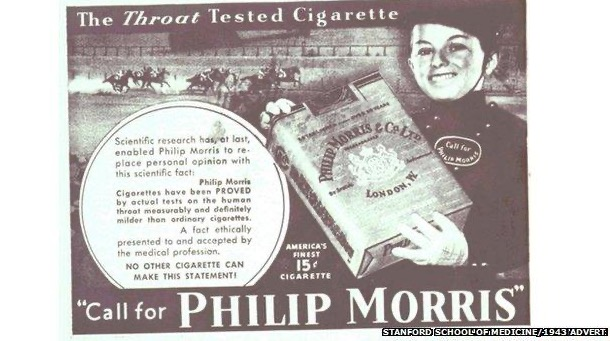 The Throat Tested Cigarette
Scientific research has, at last,
enabled Philip Morris to re-
place personal opinion with
this scientific fact:
Philip Morris
Cigarettes have been PROVED
by actual tests on the human
throat measurably and definitely
milder than ordinary cigarettes.
A fact ethically
presented to and accepted by
the medical profession.
NO OTHER CIGARETTE CAN
MAKE THIS STATEMENT!
PHILIP MORRIS & CO. LTD.
LONDON, W.
Call for
PHILIP MORRIS
AMERICA'S
FINEST
15¢
CIGARETTE
"Call for PHILIP MORRIS"
STANFORD SCHOOL OF MEDICINE/1943 ADVERT